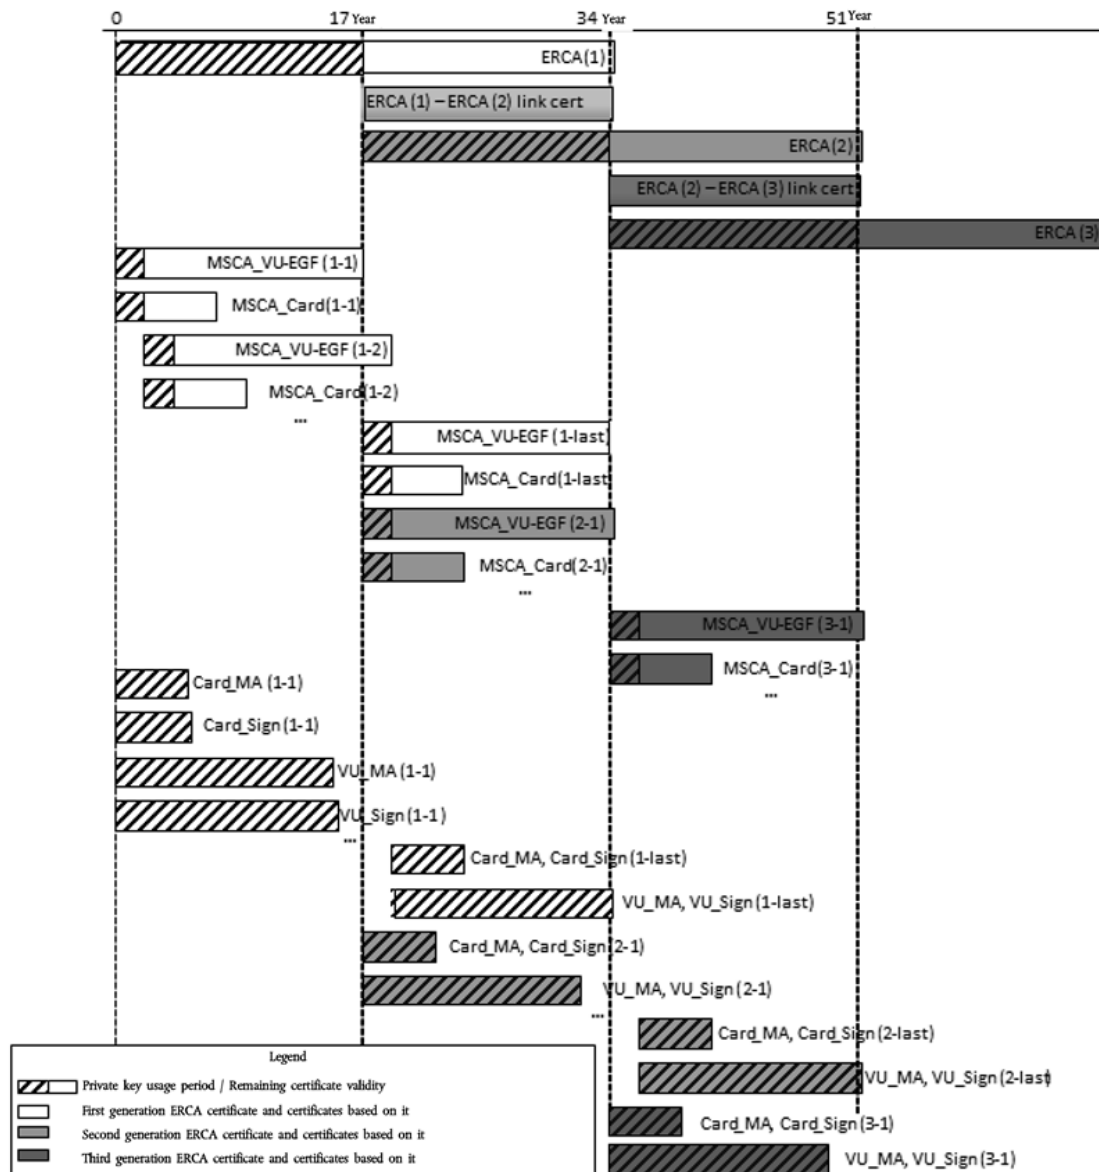 0 17 Year 34 Year 51 Year
ERCA (1)
ERCA (1) – ERCA (2) link cert
ERCA (2)
ERCA (2) – ERCA (3) link cert
ERCA (3)
MSCA_VU-EGF (1-1)
MSCA_Card(1-1)
MSCA_VU-EGF (1-2)
MSCA_Card(1-2)
...
MSCA_VU-EGF (1-last)
MSCA_Card(1-last
MSCA_VU-EGF (2-1)
MSCA_Card(2-1)
...
MSCA_VU-EGF (3-1)
MSCA_Card(3-1)
...
Card_MA (1-1)
Card_Sign (1-1)
VU_MA (1-1)
VU_Sign (1-1)
...
Card_MA, Card_Sign (1-last)
VU_MA, VU_Sign (1-last)
Card_MA, Card_Sign (2-1)
VU_MA, VU_Sign (2-1)
...
Card_MA, Card_Sign (2-last)
VU_MA, VU_Sign (2-last)
Card_MA, Card_Sign (3-1)
VU_MA, VU_Sign (3-1)
Legend
Private key usage period / Remaining certificate validity
First generation ERCA certificate and certificates based on it
Second generation ERCA certificate and certificates based on it
Third generation ERCA certificate and certificates based on it